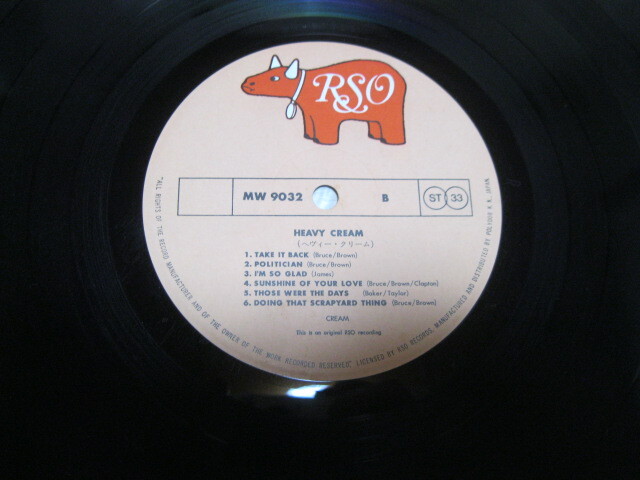 RSO
MW 9032 B ST 33
HEAVY CREAM
(ヘヴィー・クリーム)
1. TAKE IT BACK (Bruce/Brown)
2. POLITICIAN (Bruce/Brown)
3. I'M SO GLAD (James)
4. SUNSHINE OF YOUR LOVE (Bruce/Brown/Clapton)
5. THOSE WERE THE DAYS (Baker/Taylor)
6. DOING THAT SCRAPYARD THING (Bruce/Brown)
CREAM
This is an original RSO recording
"ALL RIGHTS OF THE RECORD MANUFACTURER AND OF THE OWNER OF THE WORK RECORDED RESERVED." LICENSED BY RSO RECORDS, MANUFACTURED AND DISTRIBUTED BY POLYDOR K. K. JAPAN.